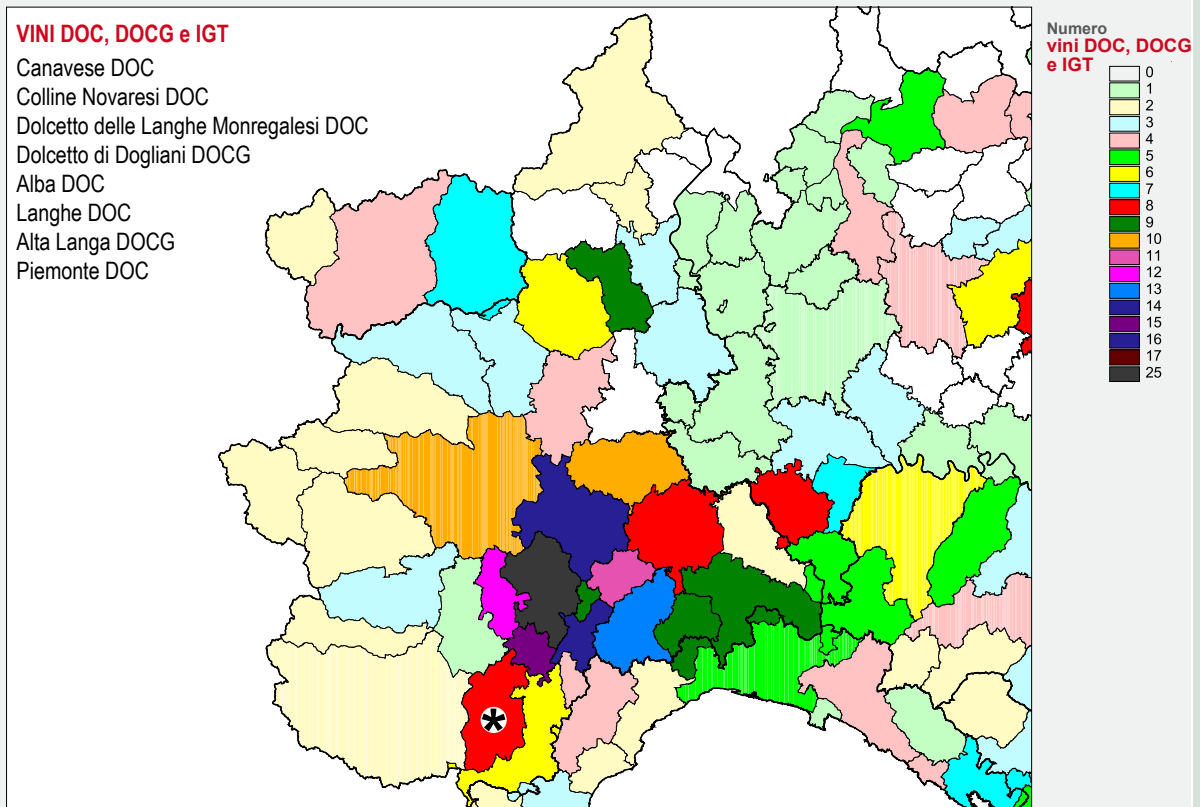 VINI DOC, DOCG e IGT
Canavese DOC
Colline Novaresi DOC
Dolcetto delle Langhe Monregalesi DOC
Dolcetto di Dogliani DOCG
Alba DOC
Langhe DOC
Alta Langa DOCG
Piemonte DOC
*
Numero
vini DOC, DOCG
e IGT
0
1
2
3
4
5
6
7
8
9
10
11
12
13
14
15
16
17
25